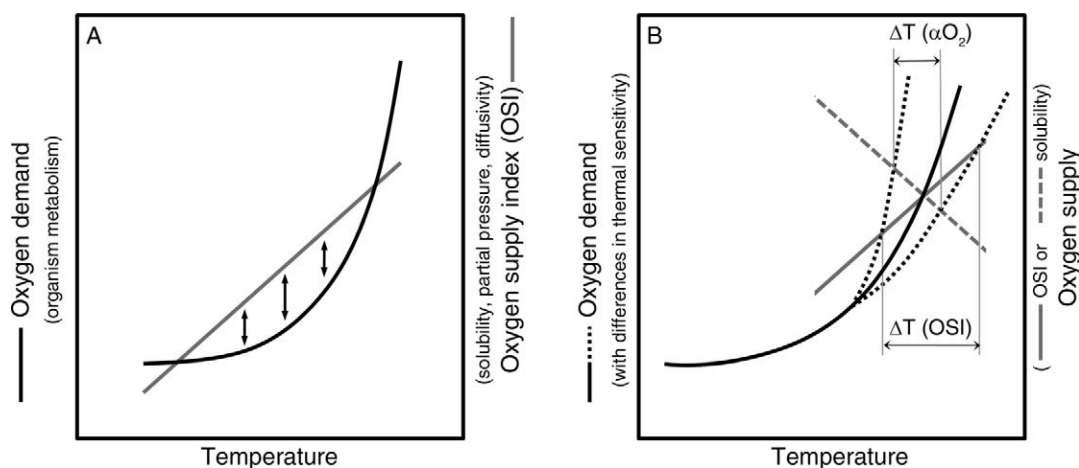 A
Oxygen demand
(organism metabolism)
Temperature
(solubility, partial pressure, diffusivity)
Oxygen supply index (OSI)
B
ΔT (αO₂)
ΔT (OSI)
Oxygen demand
(with differences in thermal sensitivity)
Temperature
( OSI or solubility)
Oxygen supply